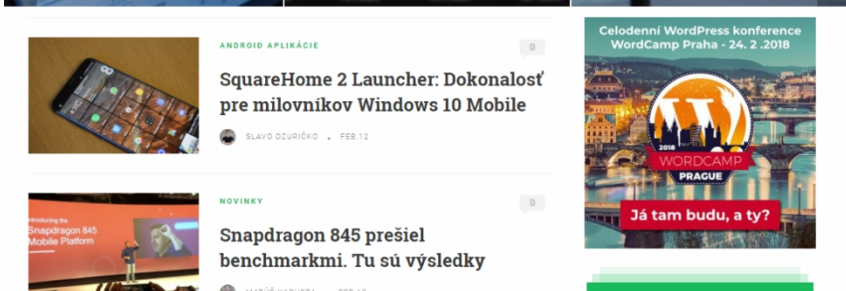 ANDROID APLIKÁCIE
0
SquareHome 2 Launcher: Dokonalosť
pre milovníkov Windows 10 Mobile
SLAVO DZURIČKO • FEB.12
Introducing the
Snapdragon 845
Mobile Platform
NOVINKY
0
Snapdragon 845 prešiel
benchmarkmi. Tu sú výsledky
Celodenní WordPress konference
WordCamp Praha - 24. 2 .2018
2018
WORDCAMP
PRAGUE
Já tam budu, a ty?